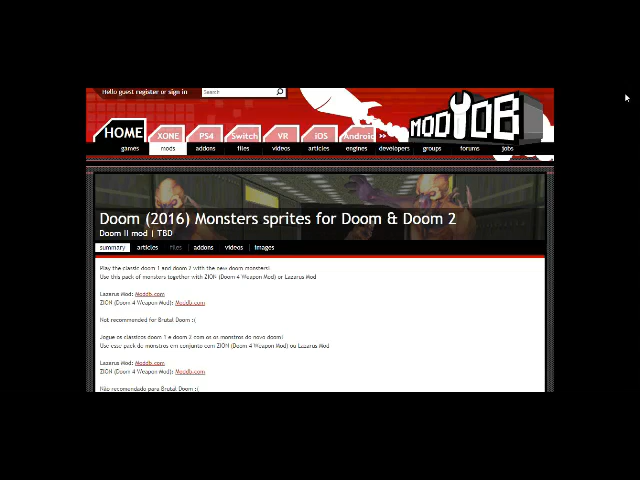 Hello guest register or sign in
Search
MODDB
HOME XONE PS4 Switch VR iOS Android
games mods addons files videos articles engines developers groups forums jobs
Doom (2016) Monsters sprites for Doom & Doom 2
Doom II mod | TBD
summary articles files addons videos images
Play the classic doom 1 and doom 2 with the new doom monsters!
Use this pack of monsters together with ZION (Doom 4 Weapon Mod) or Lazarus Mod
Lazarus Mod: Moddb.com
ZION (Doom 4 Weapon Mod): Moddb.com
Not recommended for Brutal Doom :(
Jogue os clássicos doom 1 e doom 2 com os os monstros do novo doom!
Use esse pack de monstros em conjunto com ZION (Doom 4 Weapon Mod) ou Lazarus Mod
Lazarus Mod: Moddb.com
ZION (Doom 4 Weapon Mod): Moddb.com
Não recomendado para Brutal Doom :(